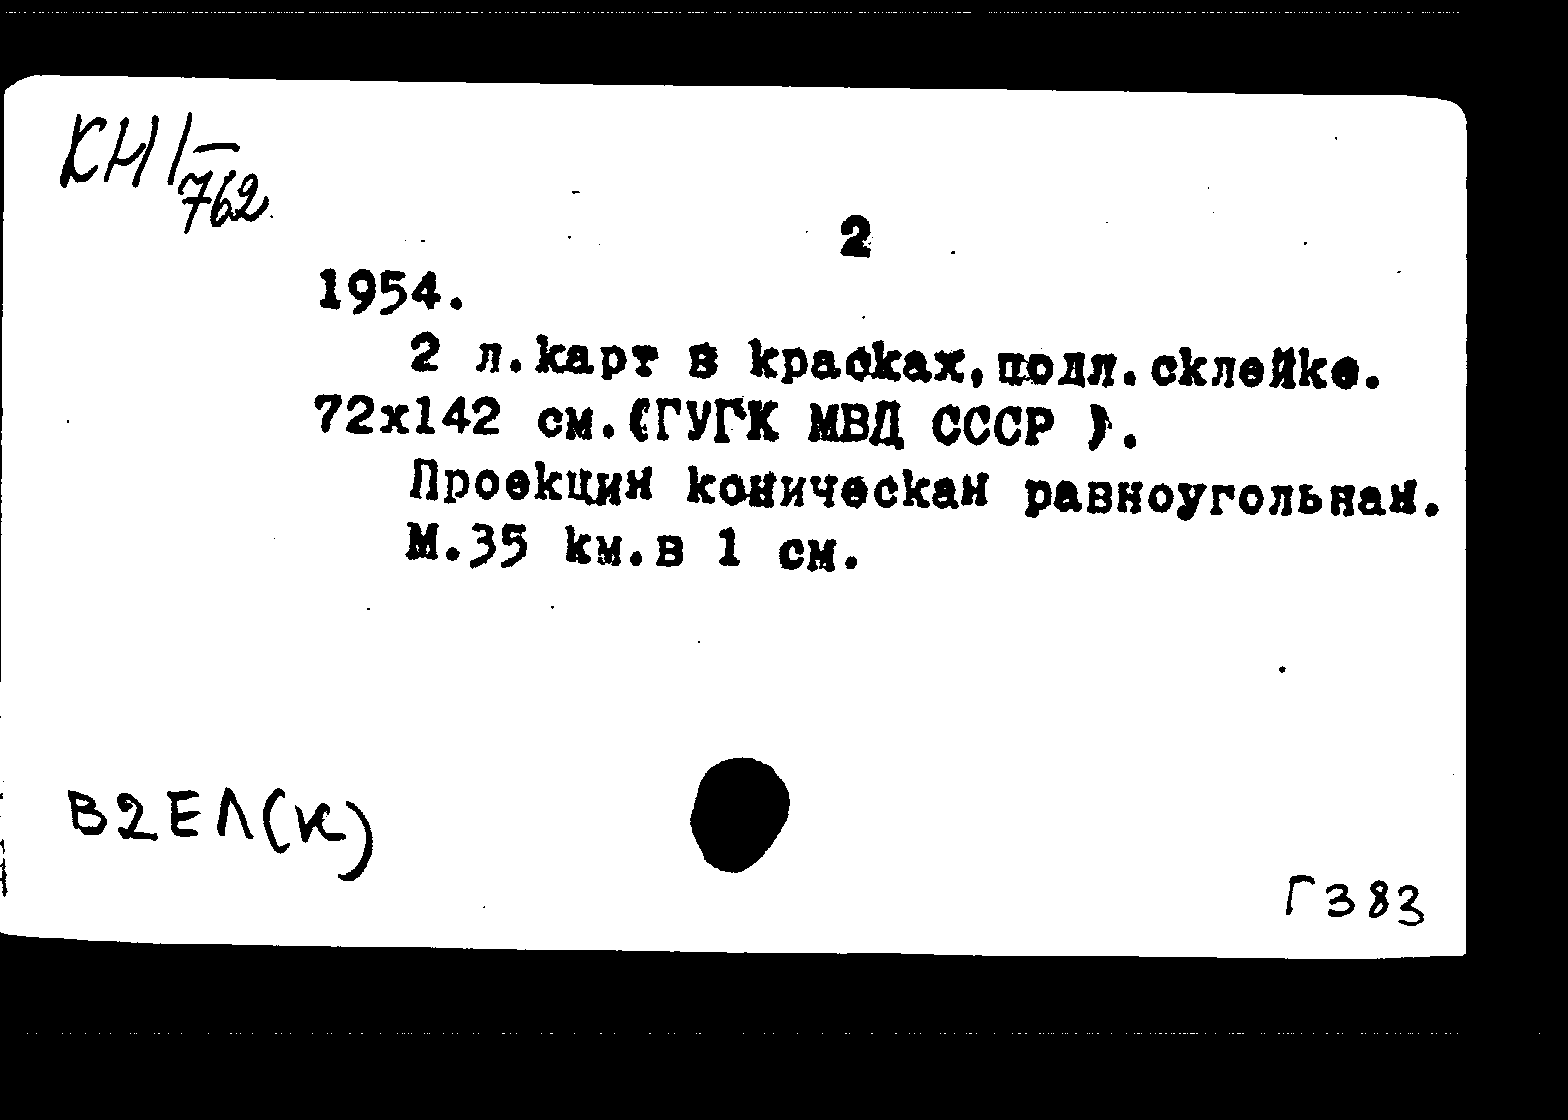 КН I–
762
2
1954.
2 л.карт в красках,подл.склейке.
72х142 см.(ГУГК МВД СССР ).
Проекция коническая равноугольная.
М.35 км.в 1 см.
В2ЕЛ(К)
Г383